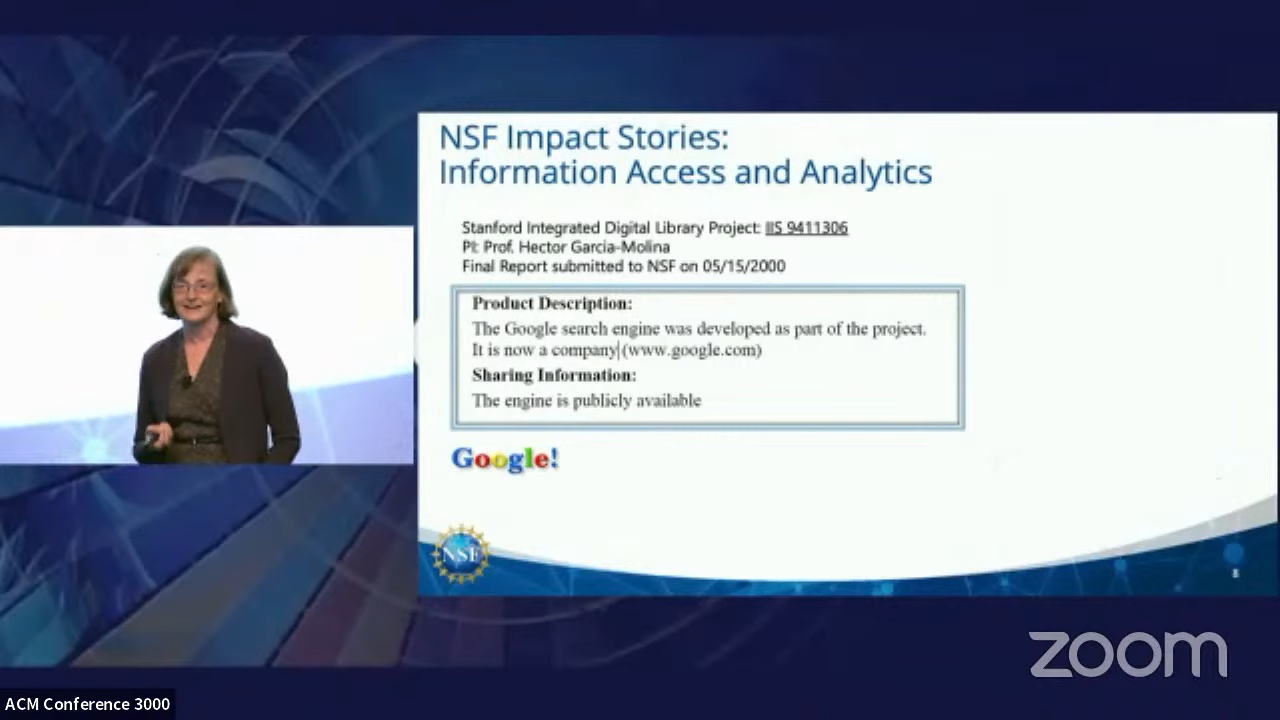 NSF Impact Stories:
Information Access and Analytics
Stanford Integrated Digital Library Project: IIS 9411306
PI: Prof. Hector Garcia-Molina
Final Report submitted to NSF on 05/15/2000
Product Description:
The Google search engine was developed as part of the project.
It is now a company (www.google.com)
Sharing Information:
The engine is publicly available
Google!
NSF
8
zoom
ACM Conference 3000